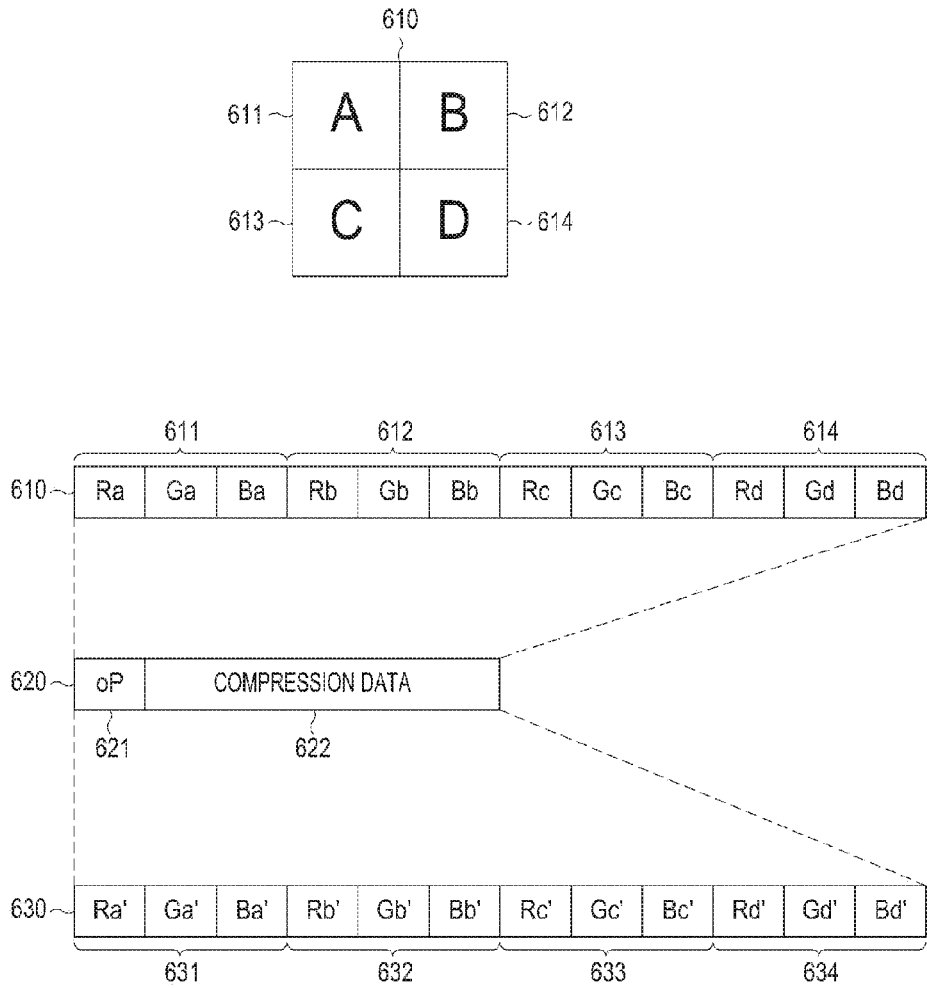 610
611 A B 612
613 C D 614
611 612 613 614
610 Ra Ga Ba Rb Gb Bb Rc Gc Bc Rd Gd Bd
620 oP COMPRESSION DATA
621 622
630 Ra' Ga' Ba' Rb' Gb' Bb' Rc' Gc' Bc' Rd' Gd' Bd'
631 632 633 634